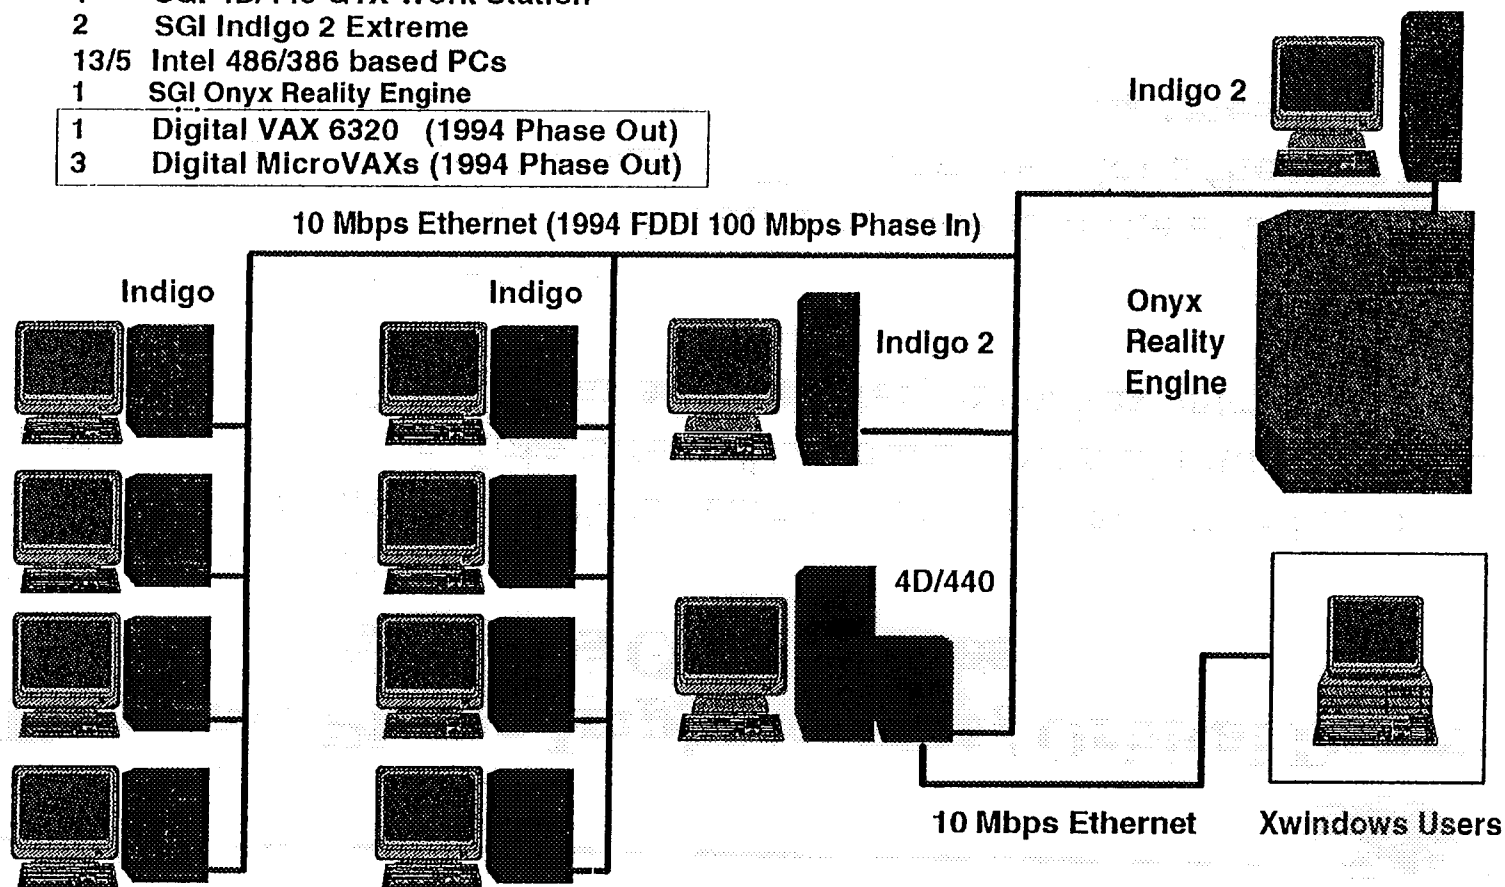 2 SGI Indigo 2 Extreme
13/5 Intel 486/386 based PCs
1 SGI Onyx Reality Engine
1 Digital VAX 6320 (1994 Phase Out)
3 Digital MicroVAXs (1994 Phase Out)
10 Mbps Ethernet (1994 FDDI 100 Mbps Phase In)
Indigo 2
Indigo
Indigo
Indigo 2
Onyx
Reality
Engine
4D/440
10 Mbps Ethernet
Xwindows Users